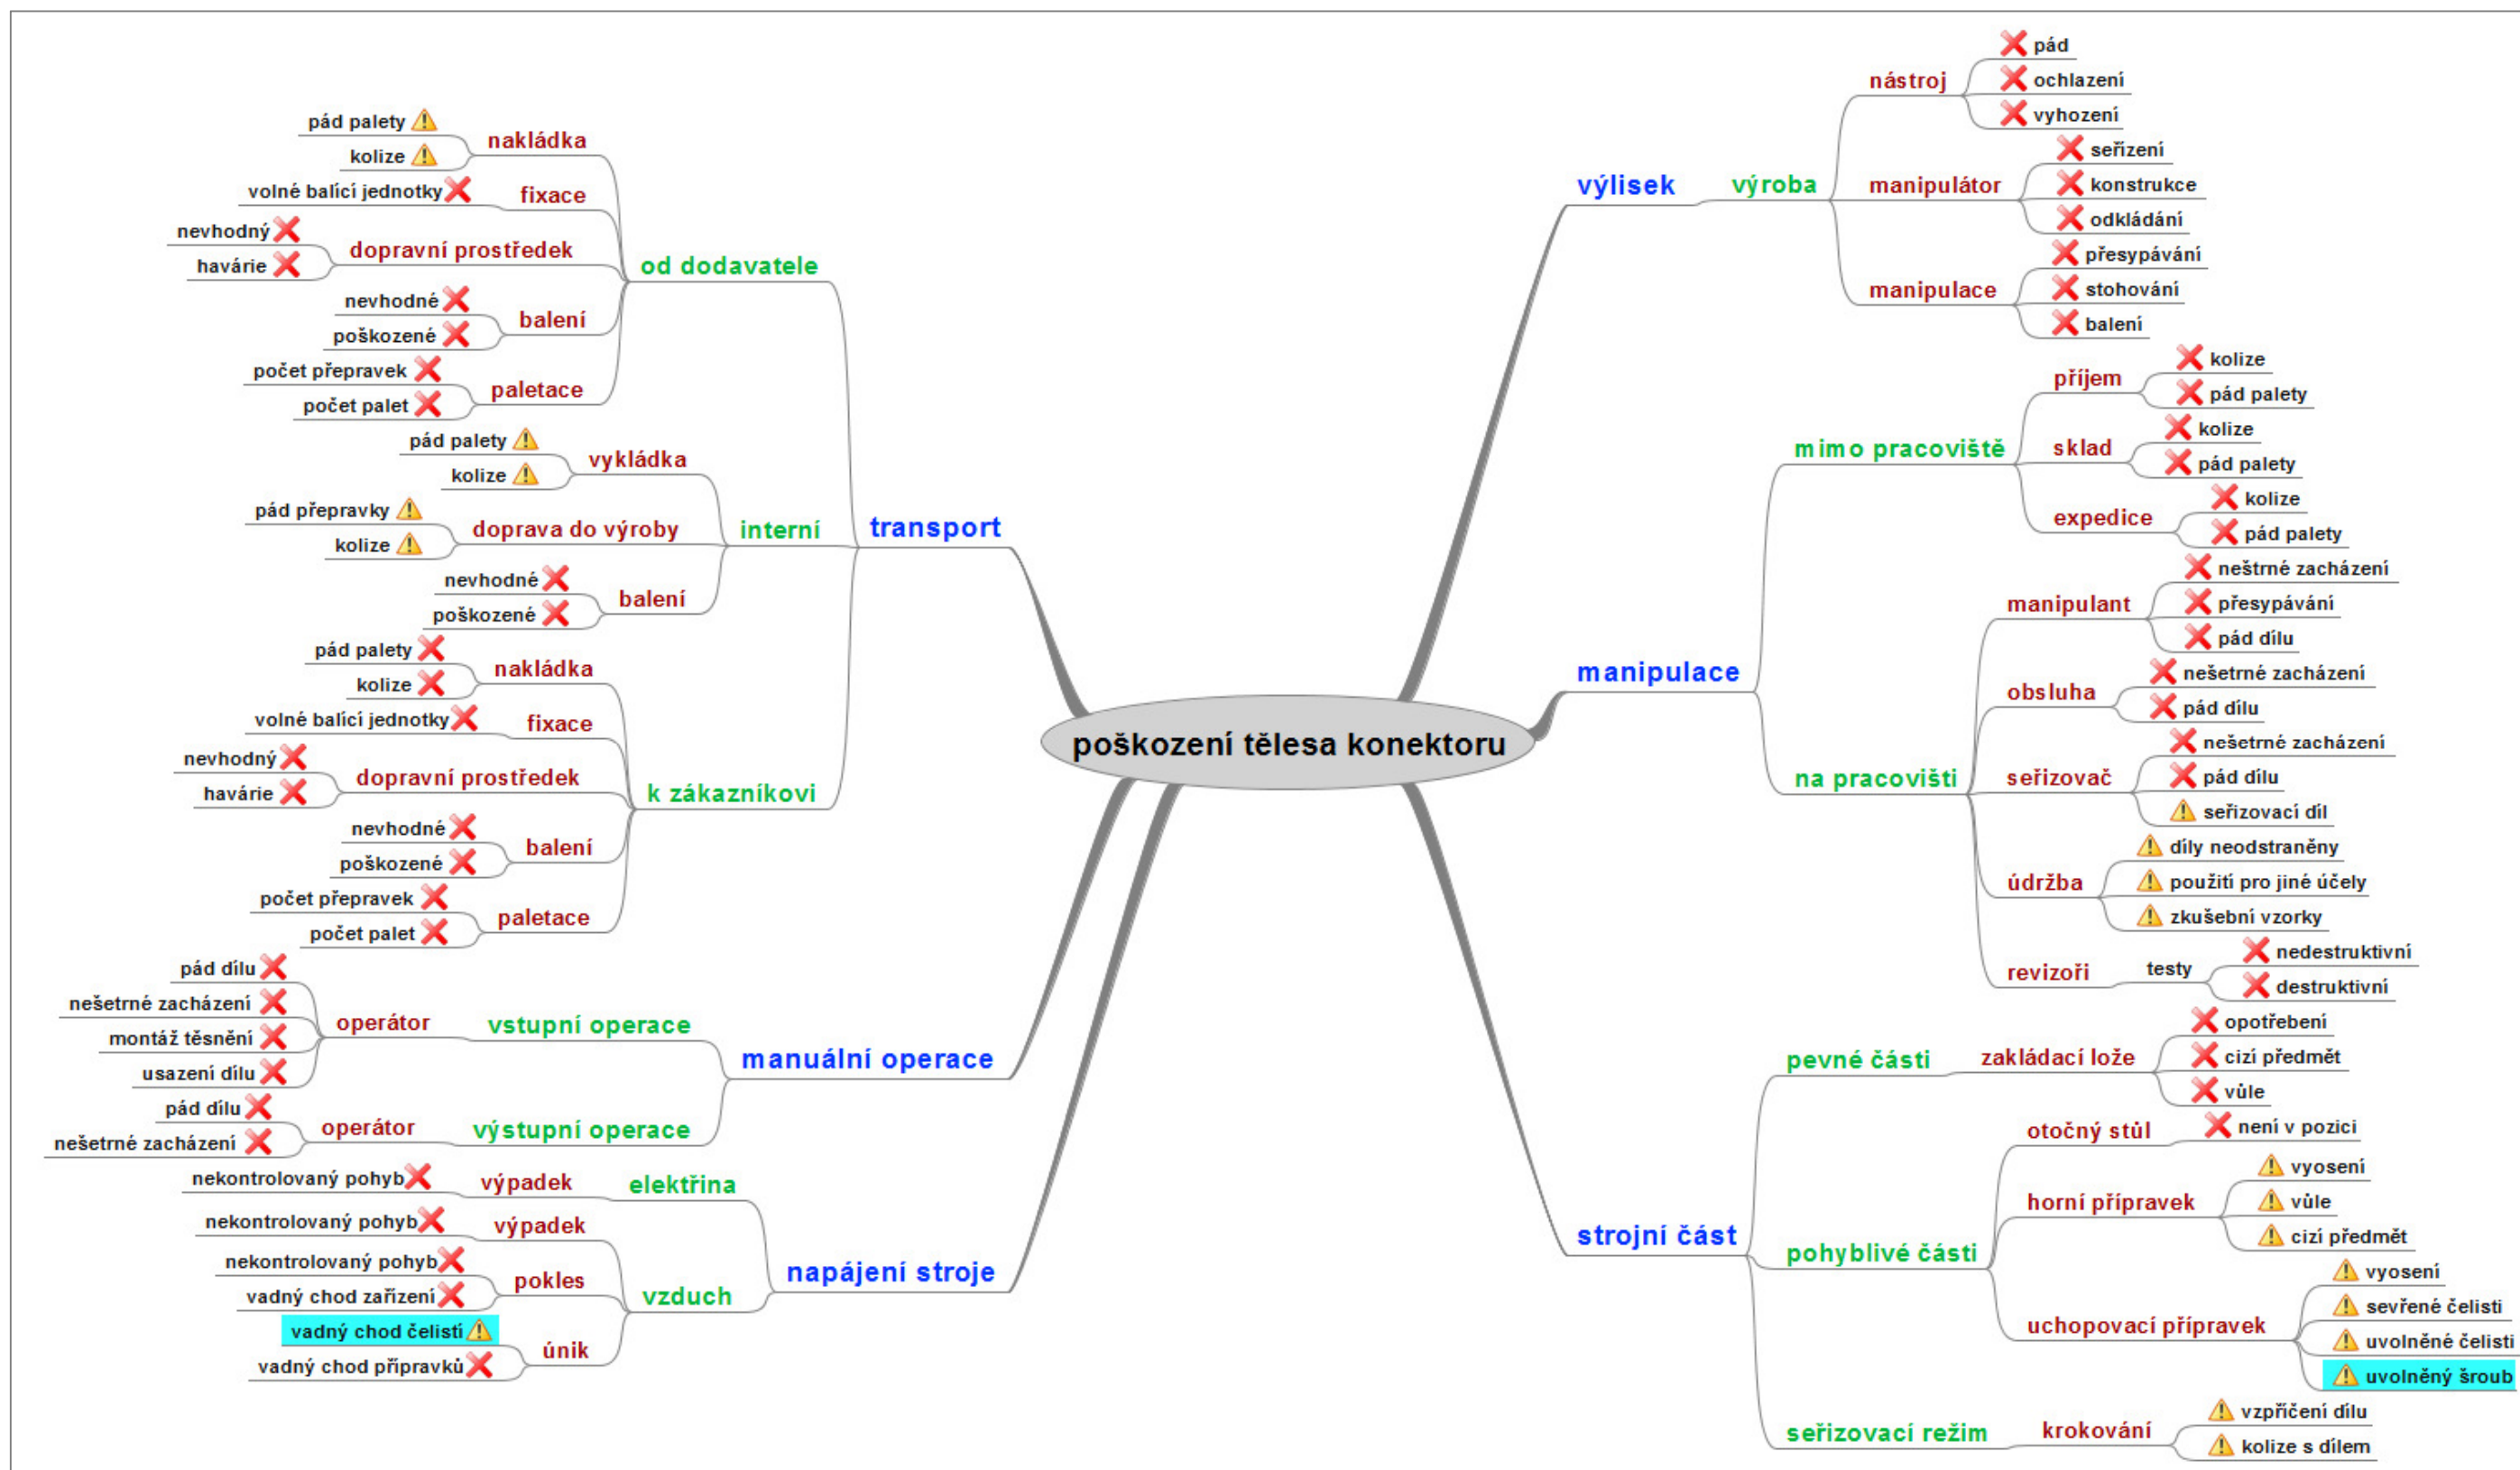 poškození tělesa konektoru
transport
od dodavatele
nakládka
pád palety
kolize
fixace
volné balící jednotky
dopravní prostředek
nevhodný
havárie
balení
nevhodné
poškozené
paletace
počet přepravek
počet palet
interní
vykládka
pád palety
kolize
doprava do výroby
pád přepravky
kolize
balení
nevhodné
poškozené
k zákazníkovi
nakládka
pád palety
kolize
fixace
volné balící jednotky
dopravní prostředek
nevhodný
havárie
balení
nevhodné
poškozené
paletace
počet přepravek
počet palet
manuální operace
vstupní operace
operátor
pád dílu
nešetrné zacházení
montáž těsnění
usazení dílu
výstupní operace
operátor
pád dílu
nešetrné zacházení
napájení stroje
elektřina
výpadek
nekontrolovaný pohyb
vzduch
výpadek
nekontrolovaný pohyb
pokles
nekontrolovaný pohyb
vadný chod zařízení
únik
vadný chod čelistí
vadný chod přípravků
výlisek
výroba
nástroj
pád
ochlazení
vyhození
manipulátor
seřízení
konstrukce
odkládání
manipulace
přesypávání
stohování
balení
manipulace
mimo pracoviště
příjem
kolize
pád palety
sklad
kolize
pád palety
expedice
kolize
pád palety
na pracovišti
manipulant
neštrné zacházení
přesypávání
pád dílu
obsluha
nešetrné zacházení
pád dílu
seřizovač
nešetrné zacházení
pád dílu
seřizovací díl
údržba
díly neodstraněny
použití pro jiné účely
zkušební vzorky
revizoři
testy
nedestruktivní
destruktivní
strojní část
pevné části
zakládací lože
opotřebení
cizí předmět
vůle
pohyblivé části
otočný stůl
není v pozici
horní přípravek
vyosení
vůle
cizí předmět
uchopovací přípravek
vyosení
sevřené čelisti
uvolněné čelisti
uvolněný šroub
seřizovací režim
krokování
vzpříčení dílu
kolize s dílem